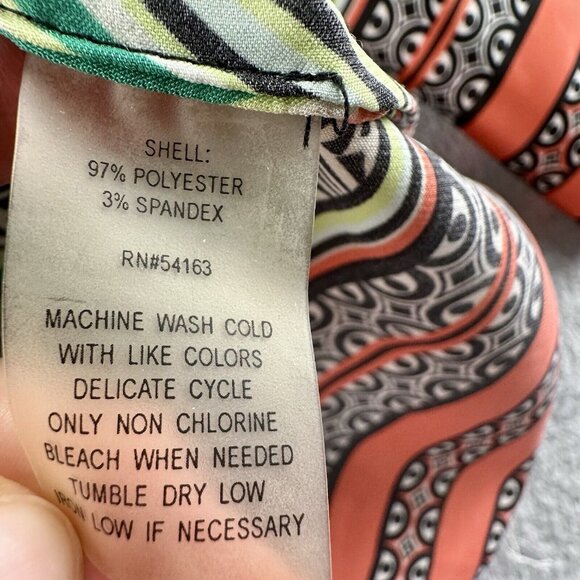 SHELL:
97% POLYESTER
3% SPANDEX
RN#54163
MACHINE WASH COLD
WITH LIKE COLORS
DELICATE CYCLE
ONLY NON CHLORINE
BLEACH WHEN NEEDED
TUMBLE DRY LOW
IRON LOW IF NECESSARY